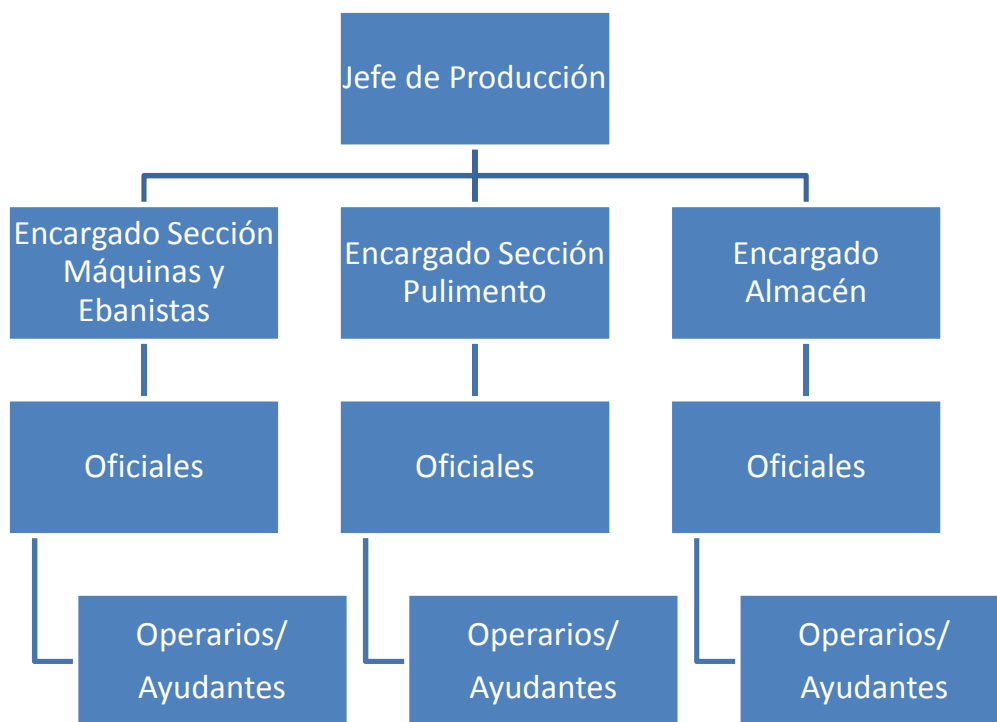 Jefe de Producción
Encargado Sección
Máquinas y
Ebanistas
Encargado Sección
Pulimento
Encargado
Almacén
Oficiales
Oficiales
Oficiales
Operarios/
Ayudantes
Operarios/
Ayudantes
Operarios/
Ayudantes